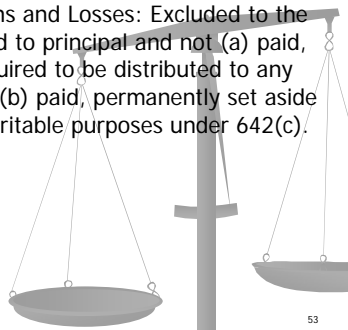 ns and Losses: Excluded to the
d to principal and not (a) paid,
uired to be distributed to any
(b) paid, permanently set aside
ritable purposes under 642(c).
53